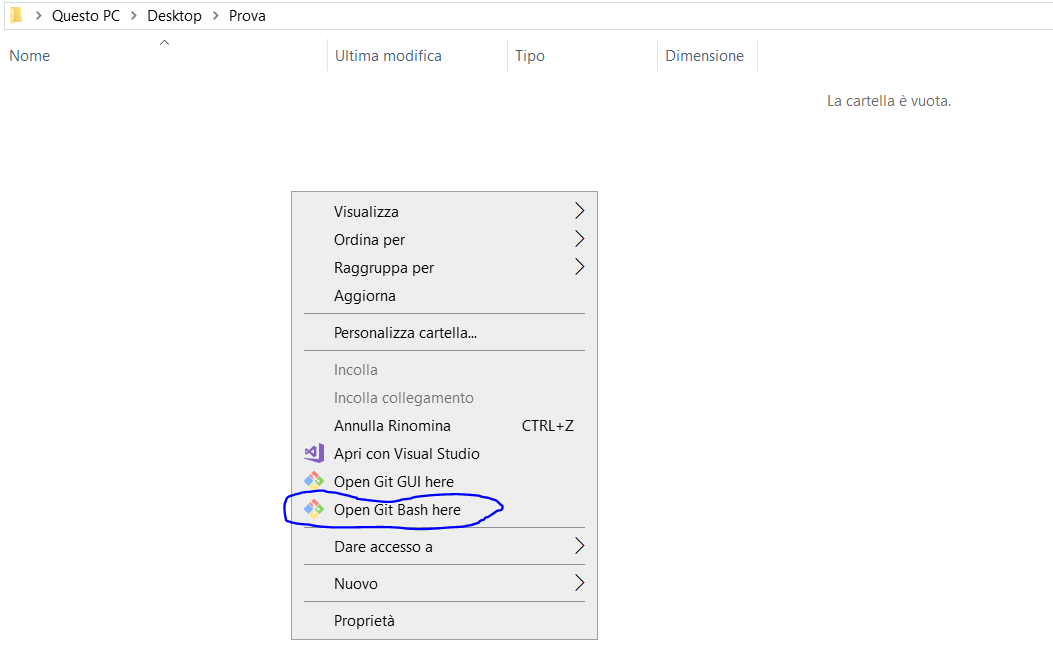 Questo PC > Desktop > Prova
Nome Ultima modifica Tipo Dimensione
La cartella è vuota.
Visualizza
Ordina per
Raggruppa per
Aggiorna
Personalizza cartella...
Incolla
Incolla collegamento
Annulla Rinomina CTRL+Z
Apri con Visual Studio
Open Git GUI here
Open Git Bash here
Dare accesso a
Nuovo
Proprietà